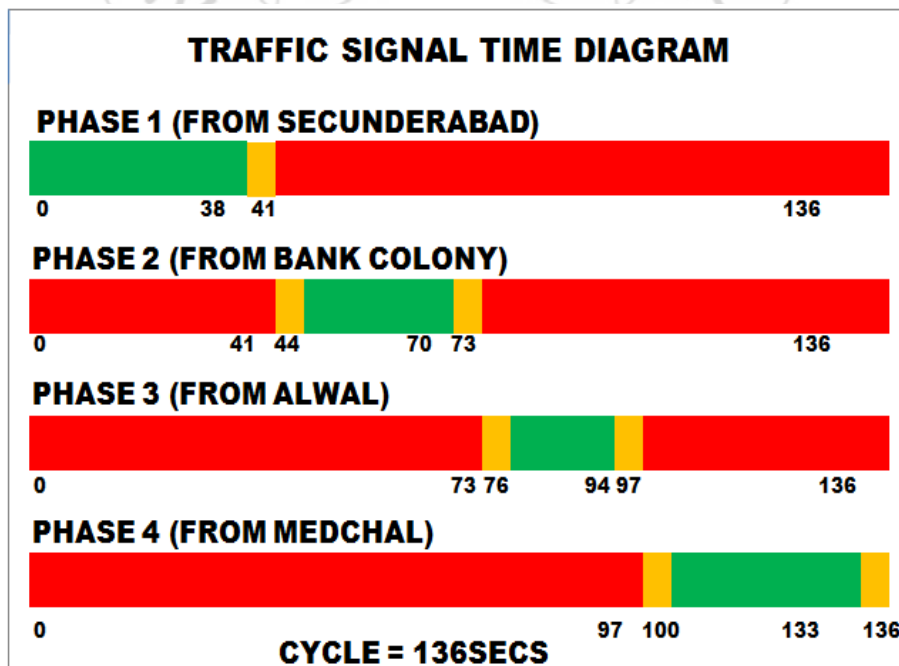 TRAFFIC SIGNAL TIME DIAGRAM
PHASE 1 (FROM SECUNDERABAD)
0 38 41 136
PHASE 2 (FROM BANK COLONY)
0 41 44 70 73 136
PHASE 3 (FROM ALWAL)
0 73 76 94 97 136
PHASE 4 (FROM MEDCHAL)
0 97 100 133 136
CYCLE = 136SECS